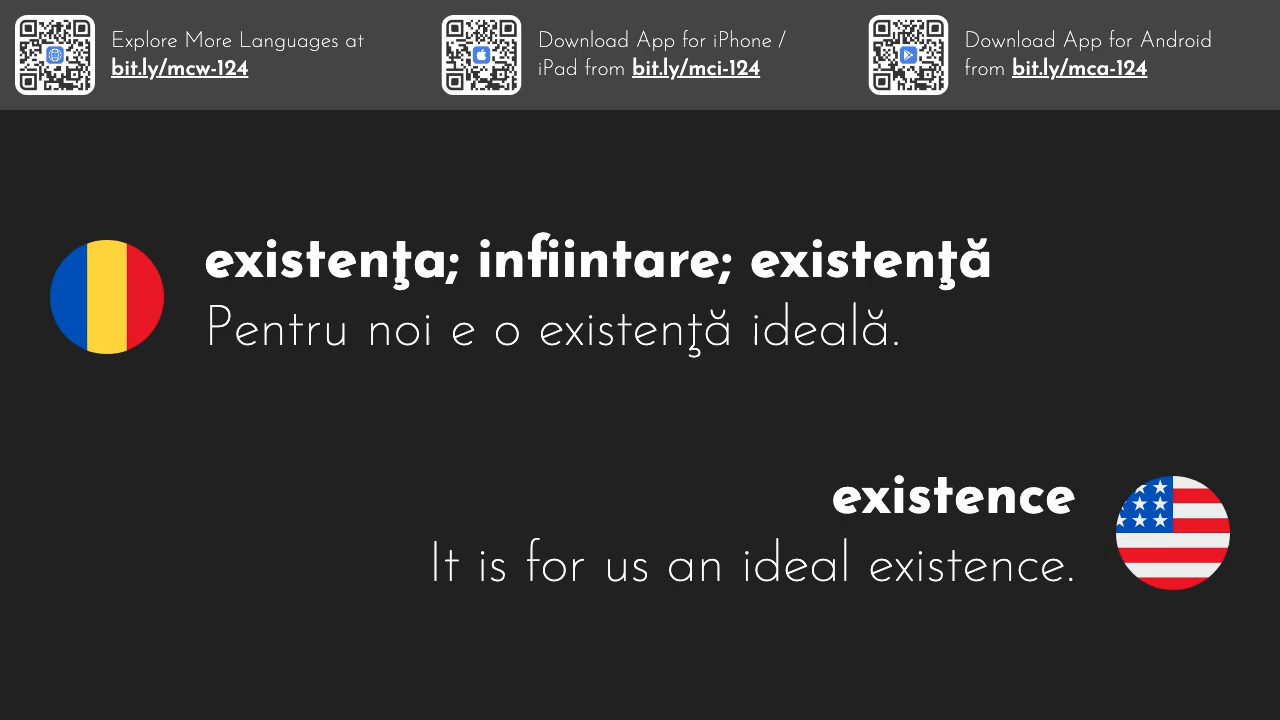 Explore More Languages at
bit.ly/mcw-124
Download App for iPhone /
iPad from bit.ly/mci-124
Download App for Android
from bit.ly/mca-124
existenţa; infiintare; existenţă
Pentru noi e o existenţă ideală.
existence
It is for us an ideal existence.